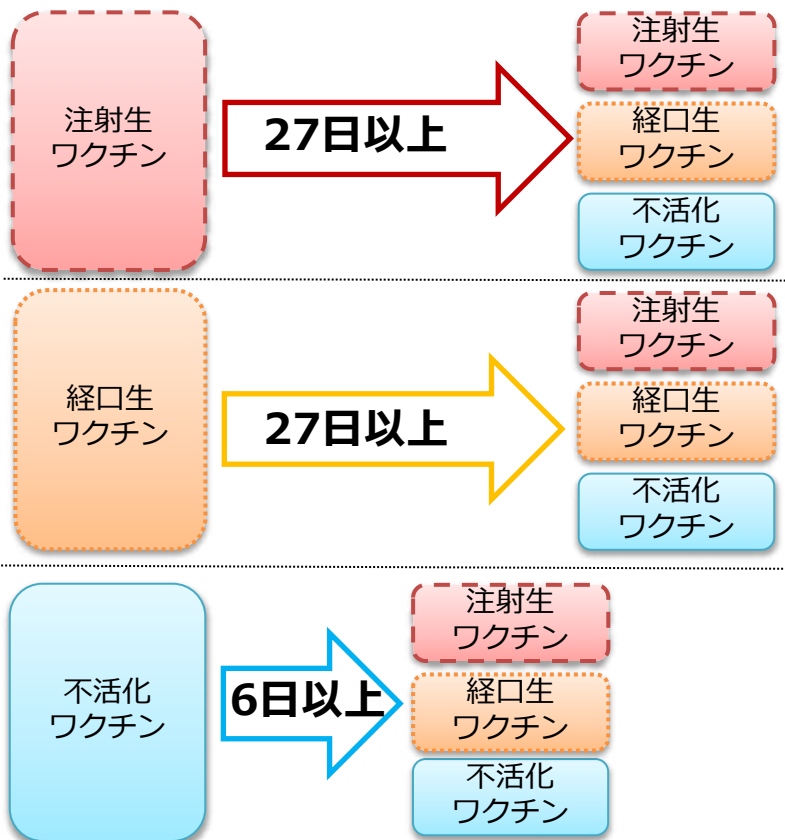 注射生
ワクチン
27日以上
注射生
ワクチン
経口生
ワクチン
不活化
ワクチン
経口生
ワクチン
27日以上
注射生
ワクチン
経口生
ワクチン
不活化
ワクチン
不活化
ワクチン
6日以上
注射生
ワクチン
経口生
ワクチン
不活化
ワクチン